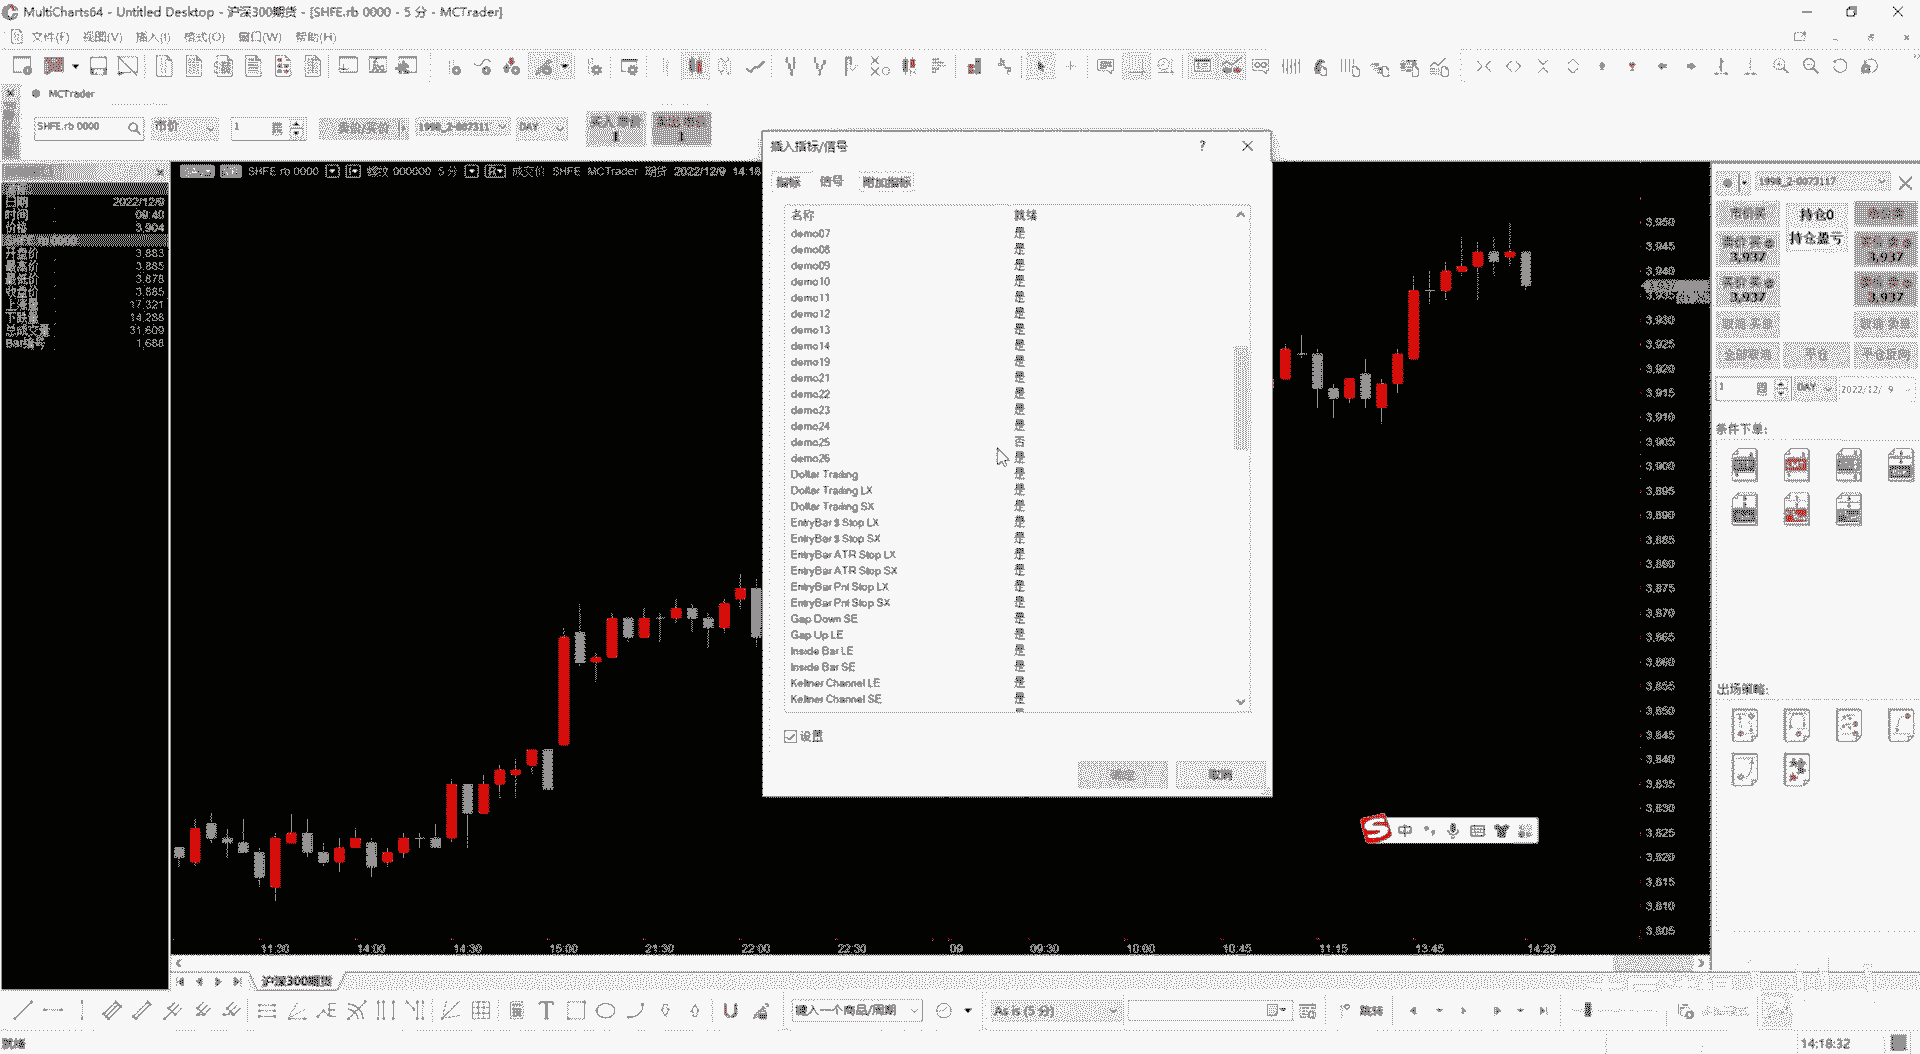 MultiCharts64 - Untitled Desktop - 沪深300期货 - [SHFE.rb 0000 - 5 分 - MCTrader]
文件(F) 视图(V) 插入(I) 格式(O) 窗口(W) 帮助(H)
MCTrader
SHFE.rb 0000 市价 1 DAY
SHFE rb 0000 螺纹 000000 5 分 成交价 SHFE MCTrader 期货 2022/12/9 14:18
日期 2022/12/9
时间 09:40
价格 3,904
SHFE.rb 0000
开盘价 3,883
最高价 3,885
最低价 3,878
收盘价 3,885
上涨量 17,321
下跌量 14,288
总成交量 31,609
Bar编号 1,688
插入指标/信号 ?
指标 信号 附加指标
名称 就绪
demo07 是
demo08 是
demo09 是
demo10 是
demo11 是
demo12 是
demo13 是
demo14 是
demo19 是
demo21 是
demo22 是
demo23 是
demo24 是
demo25 否
demo26 是
Dollar Trading 是
Dollar Trading LX 是
Dollar Trading SX 是
EntryBar $ Stop LX 是
EntryBar $ Stop SX 是
EntryBar ATR Stop LX 是
EntryBar ATR Stop SX 是
EntryBar Pnt Stop LX 是
EntryBar Pnt Stop SX 是
Gap Down SE 是
Gap Up LE 是
Inside Bar LE 是
Inside Bar SE 是
Keltner Channel LE 是
Keltner Channel SE 是
设置
确定 取消
3,950
3,945
3,940
3,935
3,930
3,925
3,920
3,915
3,910
3,905
3,900
3,895
3,890
3,885
3,880
3,875
3,870
3,865
3,860
3,855
3,850
3,845
3,840
3,835
3,830
3,825
3,820
3,815
3,810
3,805
持仓0
持仓盈亏
3,937 3,937
3,937 3,937
全部取消 平仓 平仓反向
1 DAY 2022/12/ 9
条件下单:
出场策略:
中
11:30 14:00 14:30 15:00 21:30 22:00 22:30 09 09:30 10:00 10:45 11:15 13:45 14:20
沪深300期货
键入一个商品/周期 As is (5 分) 跳转
就绪 14:18:32